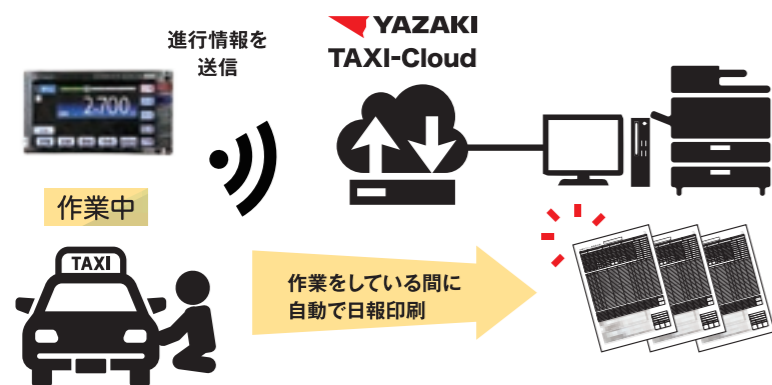 進行情報を
送信
YAZAKI
TAXI-Cloud
2,700
作業中
TAXI
作業をしている間に
自動で日報印刷